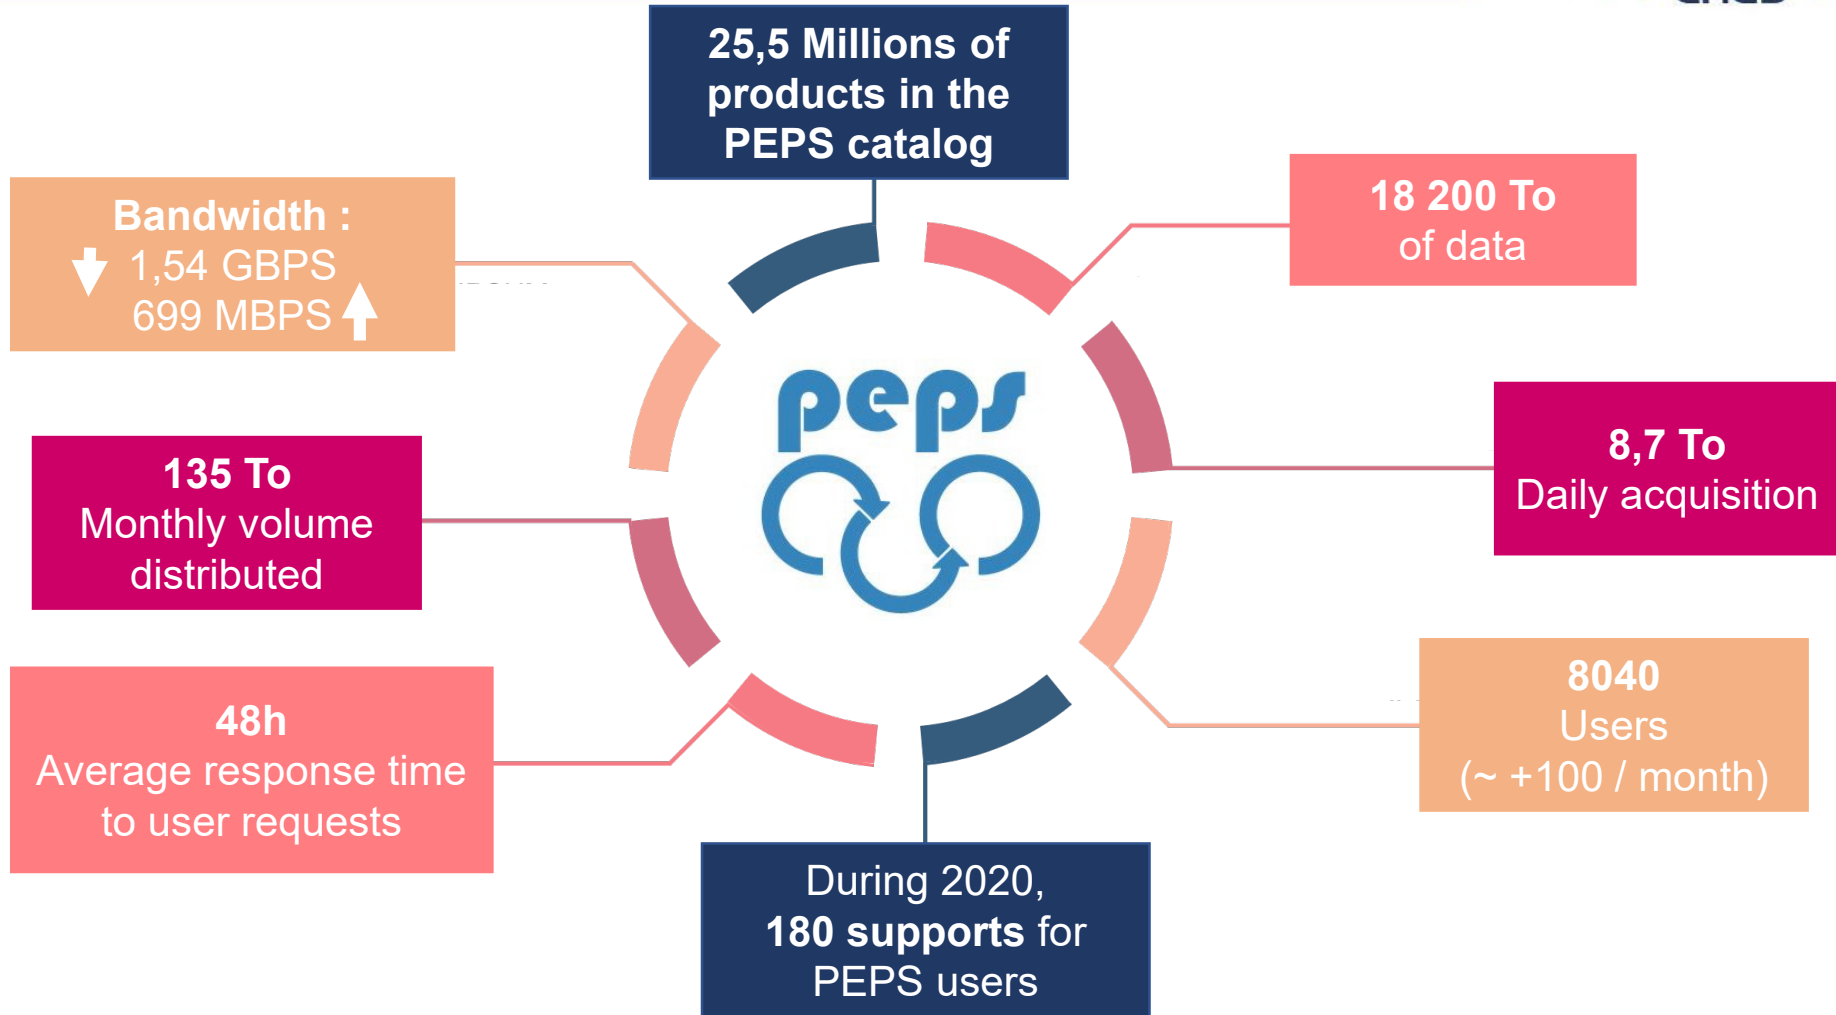 25,5 Millions of
products in the
PEPS catalog
Bandwidth :
1,54 GBPS
699 MBPS
18 200 To
of data
peps
135 To
Monthly volume
distributed
8,7 To
Daily acquisition
48h
Average response time
to user requests
8040
Users
(~ +100 / month)
During 2020,
180 supports for
PEPS users